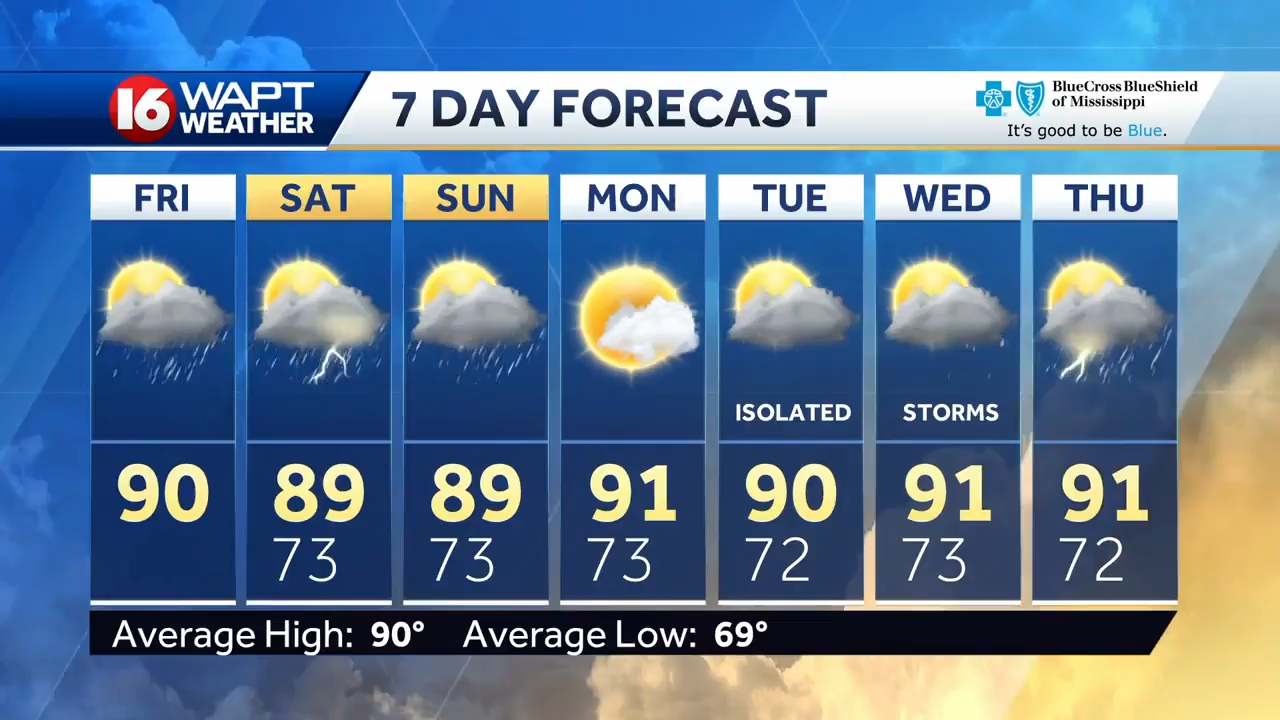 16 WAPT
WEATHER
7 DAY FORECAST
BlueCross BlueShield
of Mississippi
It's good to be Blue.
FRI SAT SUN MON TUE WED THU
ISOLATED STORMS
90 89 89 91 90 91 91
73 73 73 72 73 72
Average High: 90° Average Low: 69°